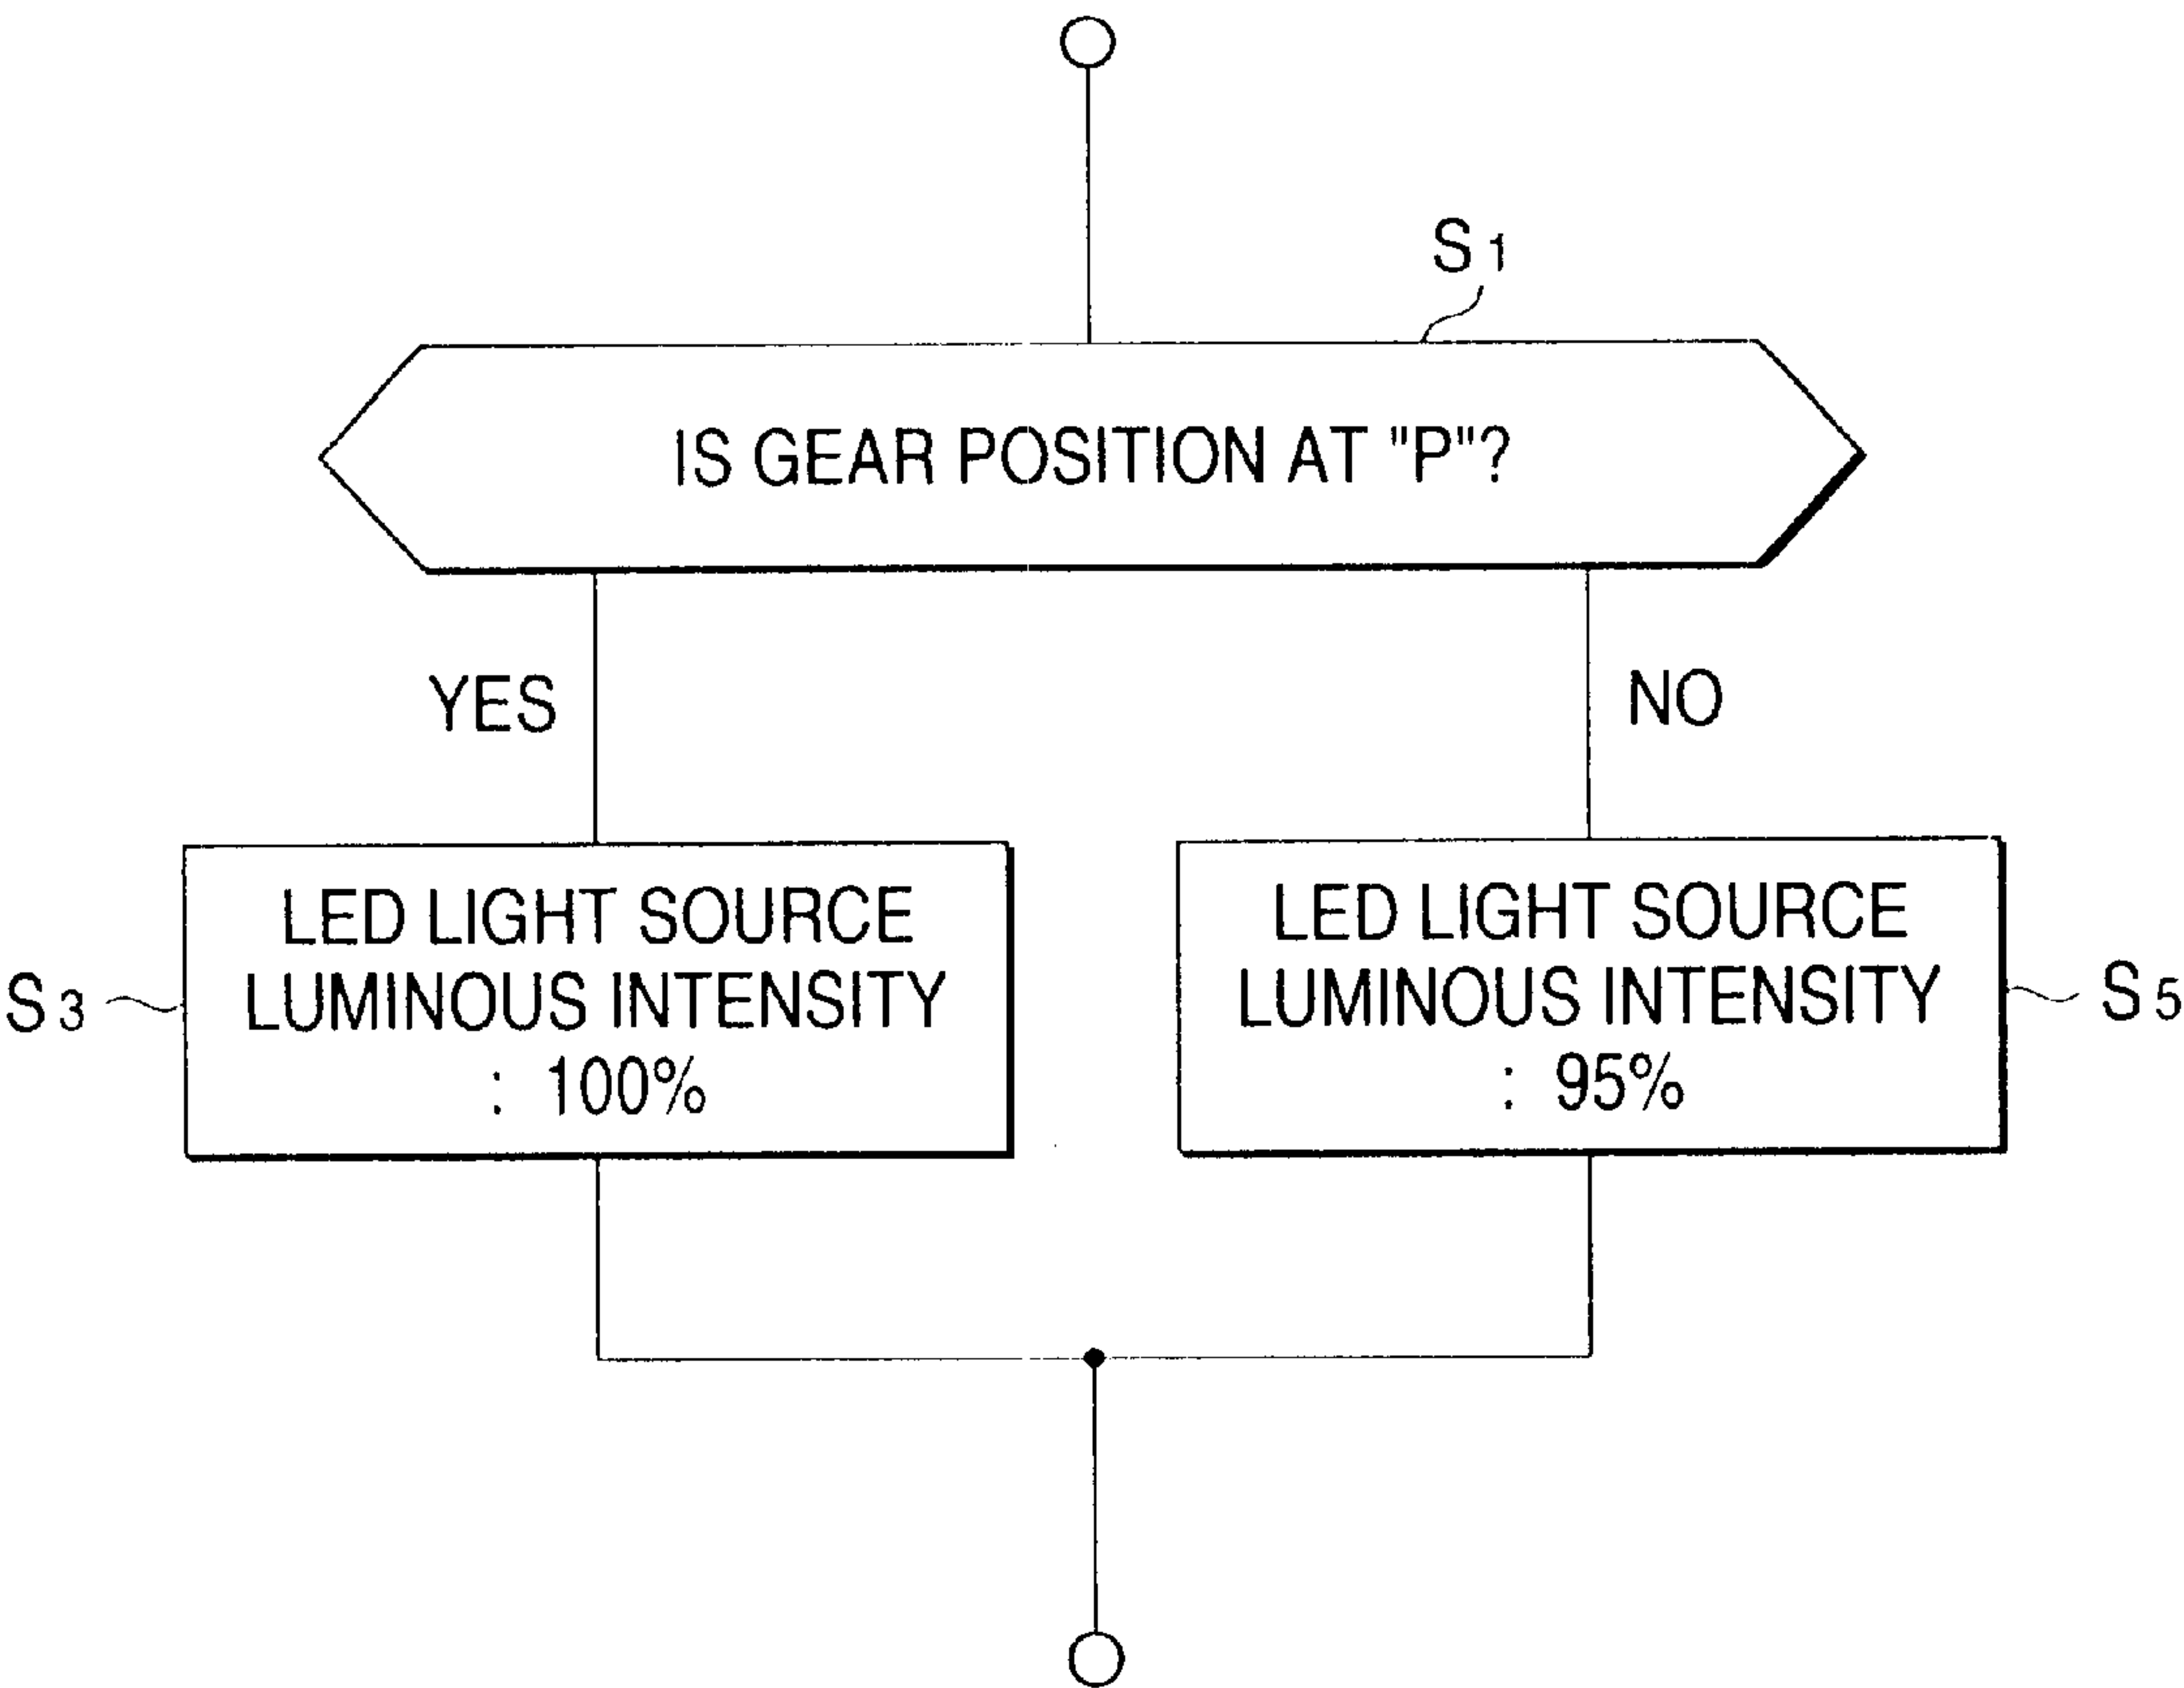 S1
IS GEAR POSITION AT "P"?
YES
NO
LED LIGHT SOURCE
LUMINOUS INTENSITY
: 100%
S3
LED LIGHT SOURCE
LUMINOUS INTENSITY
: 95%
S5